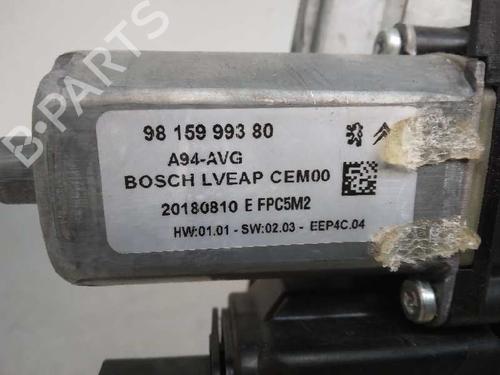 B-PARTS
98 159 993 80
A94-AVG
BOSCH LVEAP CEM00
20180810 E FPC5M2
HW:01.01 - SW:02.03 - EEP4C.04